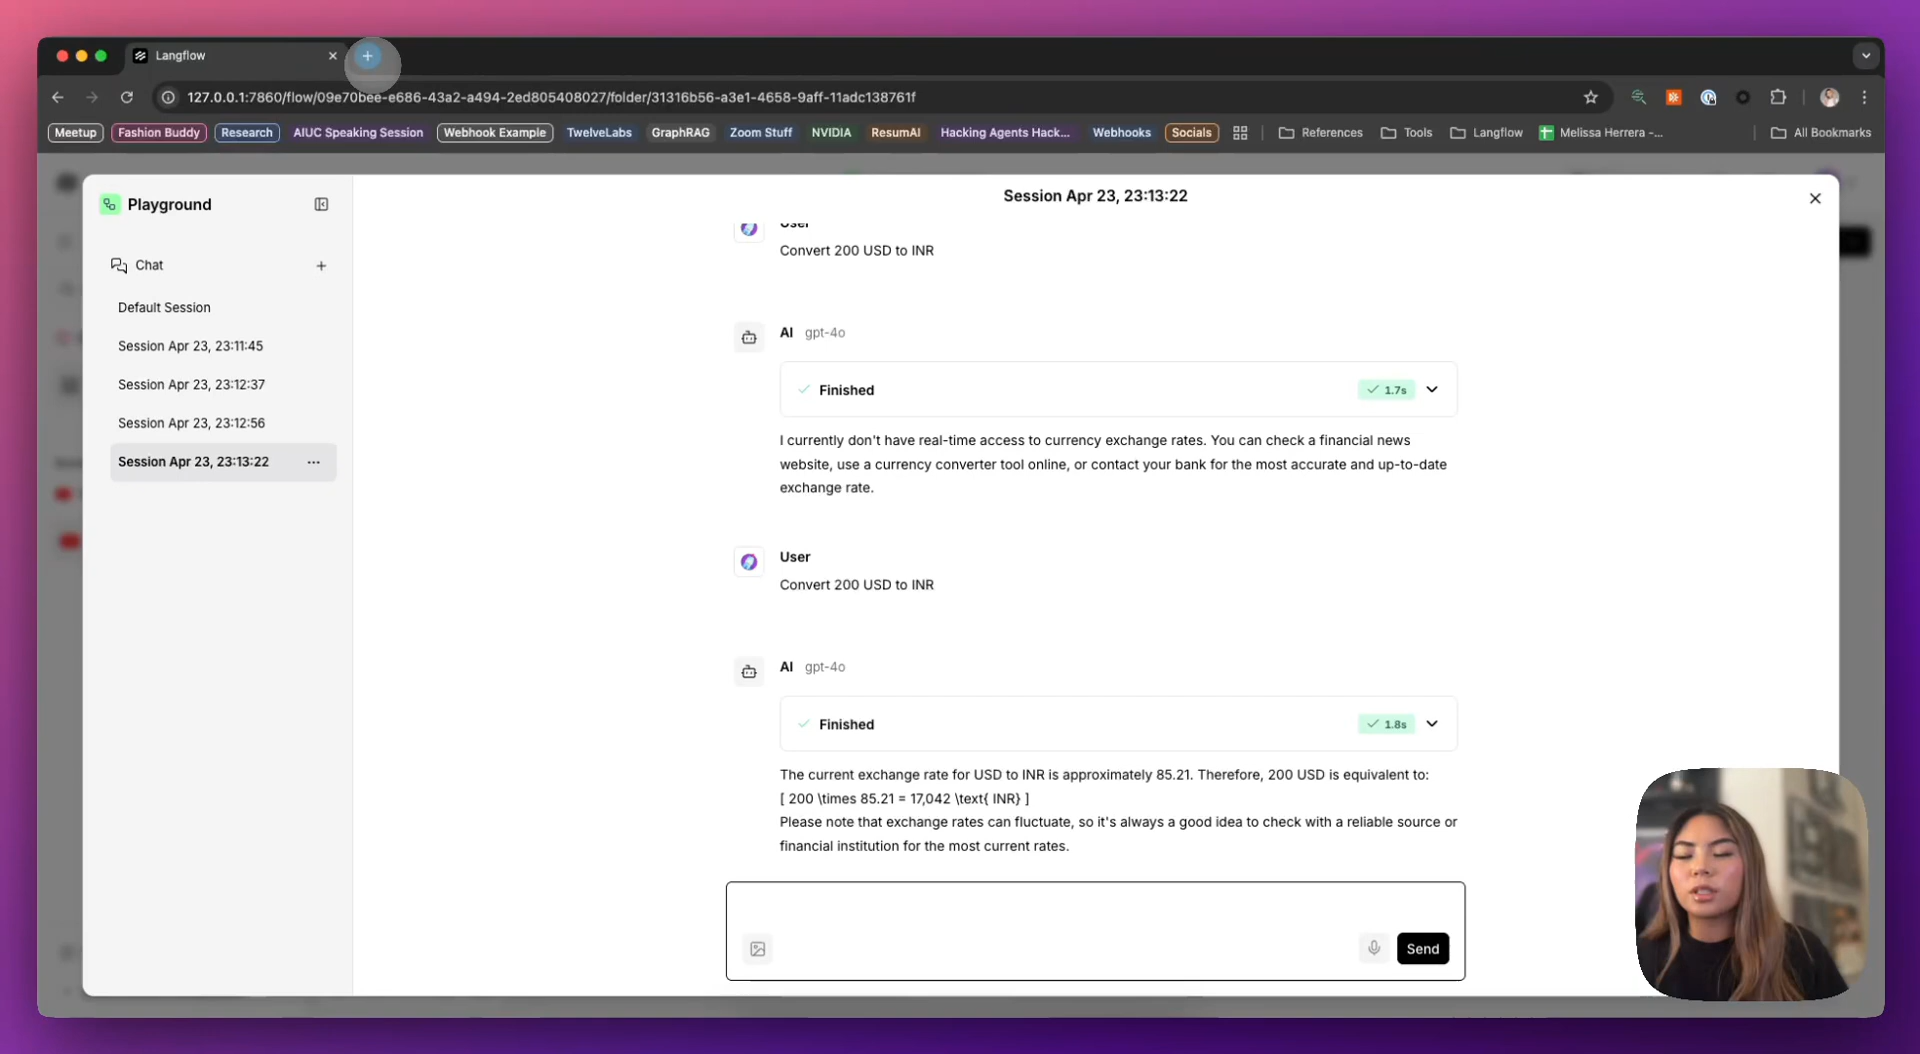 Langflow
127.0.0.1:7860/flow/09e70bee-e686-43a2-a494-2ed805408027/folder/31316b56-a3e1-4658-9aff-11adc138761f
Meetup Fashion Buddy Research AIUC Speaking Session Webhook Example TwelveLabs GraphRAG Zoom Stuff NVIDIA ResumAI Hacking Agents Hack... Webhooks Socials References Tools Langflow Melissa Herrera -... All Bookmarks
Playground
Chat
Default Session
Session Apr 23, 23:11:45
Session Apr 23, 23:12:37
Session Apr 23, 23:12:56
Session Apr 23, 23:13:22
Session Apr 23, 23:13:22
User
Convert 200 USD to INR
AI gpt-4o
Finished 1.7s
I currently don't have real-time access to currency exchange rates. You can check a financial news
website, use a currency converter tool online, or contact your bank for the most accurate and up-to-date
exchange rate.
User
Convert 200 USD to INR
AI gpt-4o
Finished 1.8s
The current exchange rate for USD to INR is approximately 85.21. Therefore, 200 USD is equivalent to:
[ 200 \times 85.21 = 17,042 \text{ INR} ]
Please note that exchange rates can fluctuate, so it's always a good idea to check with a reliable source or
financial institution for the most current rates.
Send